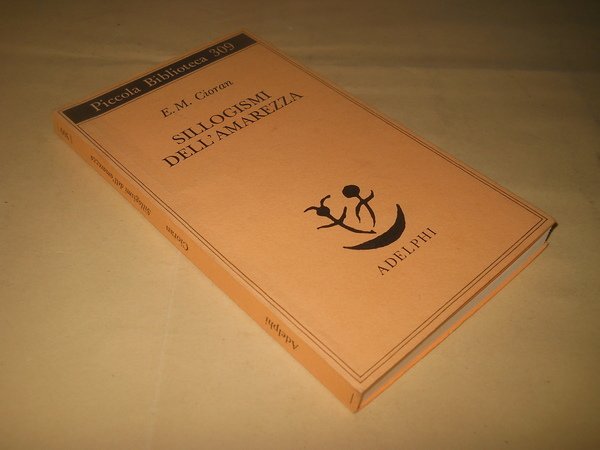 Piccola Biblioteca 309
E. M. Cioran
SILLOGISMI
DELL'AMAREZZA
ADELPHI
Sillogismi dell'amarezza
Cioran
Adelphi